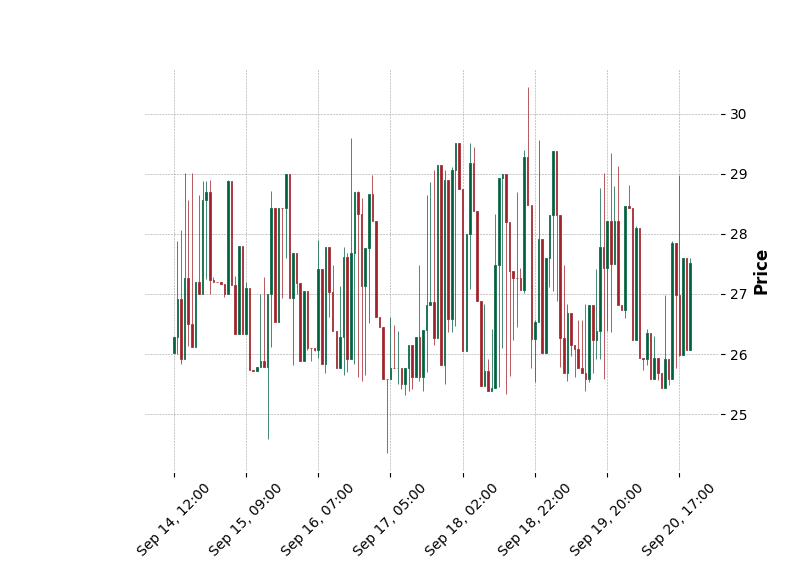 30
29
28
27
26
25
Price
Sep 14, 12:00
Sep 15, 09:00
Sep 16, 07:00
Sep 17, 05:00
Sep 18, 02:00
Sep 18, 22:00
Sep 19, 20:00
Sep 20, 17:00